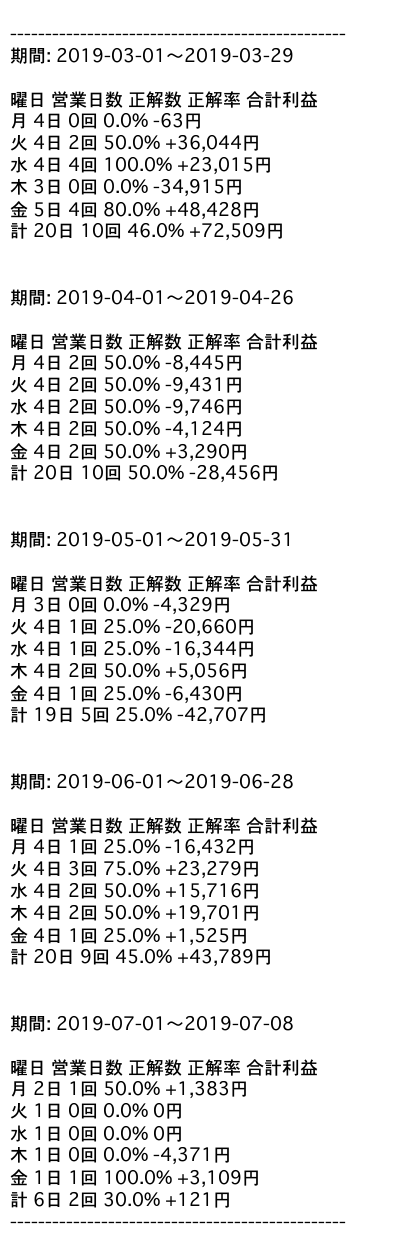 ------------------------------------------------
期間: 2019-03-01〜2019-03-29
曜日 営業日数 正解数 正解率 合計利益
月 4日 0回 0.0% -63円
火 4日 2回 50.0% +36,044円
水 4日 4回 100.0% +23,015円
木 3日 0回 0.0% -34,915円
金 5日 4回 80.0% +48,428円
計 20日 10回 46.0% +72,509円
期間: 2019-04-01〜2019-04-26
曜日 営業日数 正解数 正解率 合計利益
月 4日 2回 50.0% -8,445円
火 4日 2回 50.0% -9,431円
水 4日 2回 50.0% -9,746円
木 4日 2回 50.0% -4,124円
金 4日 2回 50.0% +3,290円
計 20日 10回 50.0% -28,456円
期間: 2019-05-01〜2019-05-31
曜日 営業日数 正解数 正解率 合計利益
月 3日 0回 0.0% -4,329円
火 4日 1回 25.0% -20,660円
水 4日 1回 25.0% -16,344円
木 4日 2回 50.0% +5,056円
金 4日 1回 25.0% -6,430円
計 19日 5回 25.0% -42,707円
期間: 2019-06-01〜2019-06-28
曜日 営業日数 正解数 正解率 合計利益
月 4日 1回 25.0% -16,432円
火 4日 3回 75.0% +23,279円
水 4日 2回 50.0% +15,716円
木 4日 2回 50.0% +19,701円
金 4日 1回 25.0% +1,525円
計 20日 9回 45.0% +43,789円
期間: 2019-07-01〜2019-07-08
曜日 営業日数 正解数 正解率 合計利益
月 2日 1回 50.0% +1,383円
火 1日 0回 0.0% 0円
水 1日 0回 0.0% 0円
木 1日 0回 0.0% -4,371円
金 1日 1回 100.0% +3,109円
計 6日 2回 30.0% +121円
------------------------------------------------